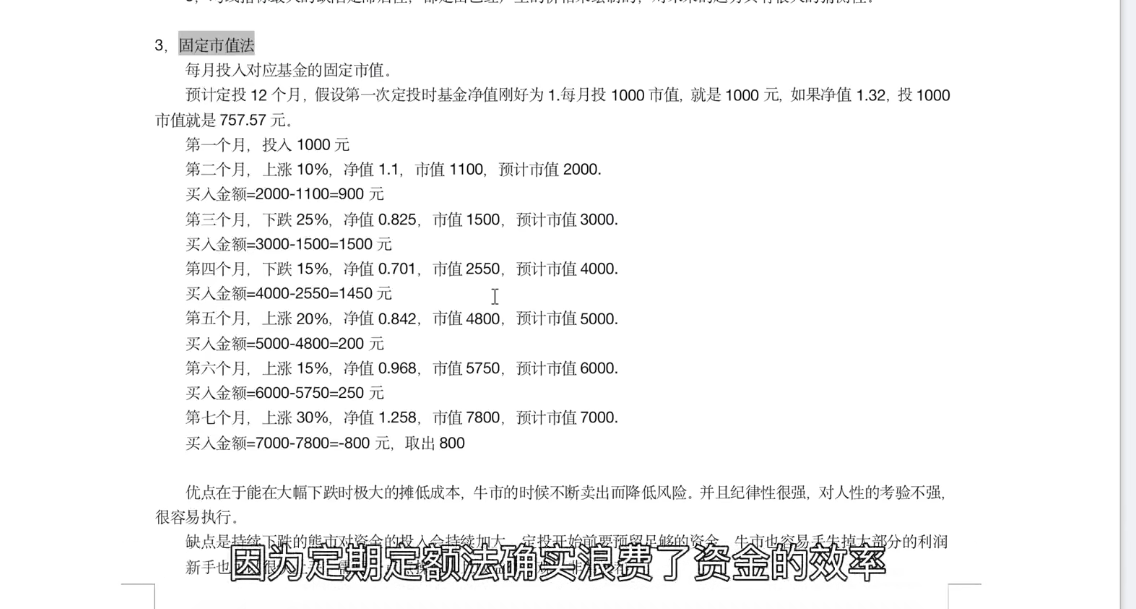 3，固定市值法
每月投入对应基金的固定市值。
预计定投 12 个月，假设第一次定投时基金净值刚好为 1.每月投 1000 市值，就是 1000 元，如果净值 1.32，投 1000
市值就是 757.57 元。
第一个月，投入 1000 元
第二个月，上涨 10%，净值 1.1，市值 1100，预计市值 2000.
买入金额=2000-1100=900 元
第三个月，下跌 25%，净值 0.825，市值 1500，预计市值 3000.
买入金额=3000-1500=1500 元
第四个月，下跌 15%，净值 0.701，市值 2550，预计市值 4000.
买入金额=4000-2550=1450 元
第五个月，上涨 20%，净值 0.842，市值 4800，预计市值 5000.
买入金额=5000-4800=200 元
第六个月，上涨 15%，净值 0.968，市值 5750，预计市值 6000.
买入金额=6000-5750=250 元
第七个月，上涨 30%，净值 1.258，市值 7800，预计市值 7000.
买入金额=7000-7800=-800 元，取出 800
优点在于能在大幅下跌时极大的摊低成本，牛市的时候不断卖出而降低风险。并且纪律性很强，对人性的考验不强，
很容易执行。
缺点是持续下跌的熊市对资金的投入会持续加大，定投开始前要预留足够的资金，牛市也容易丢失掉大部分的利润
新手也
因为定期定额法确实浪费了资金的效率